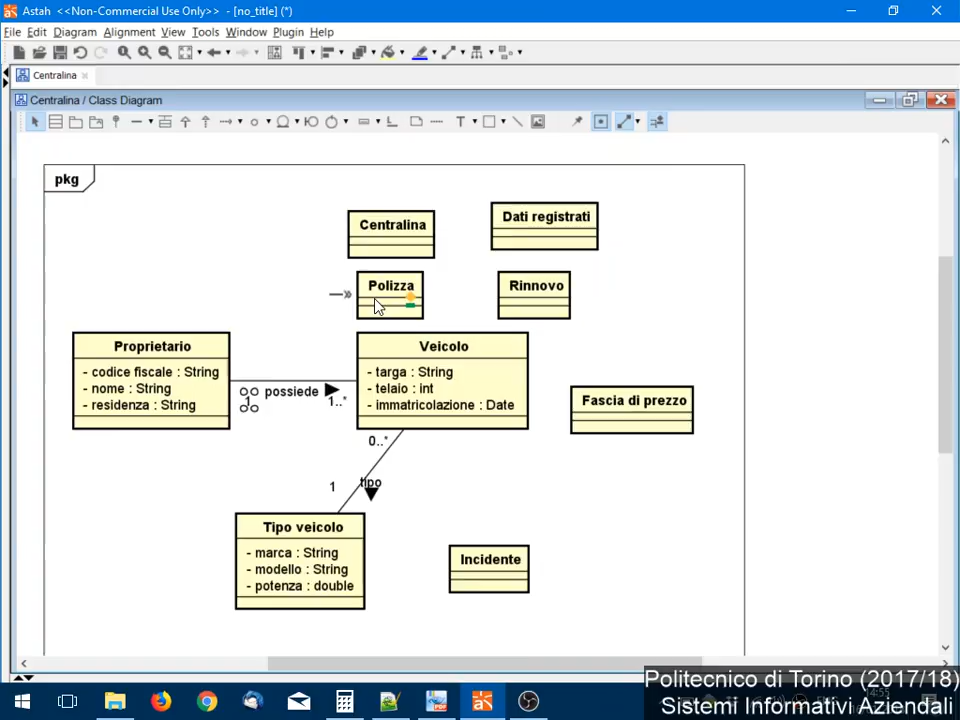 Astah <<Non-Commercial Use Only>> - [no_title] (*)
File Edit Diagram Alignment View Tools Window Plugin Help
Centralina
Centralina / Class Diagram
T
pkg
Centralina
Dati registrati
Polizza
Rinnovo
Proprietario
- codice fiscale : String
- nome : String
- residenza : String
1
possiede
1..*
Veicolo
- targa : String
- telaio : int
- immatricolazione : Date
Fascia di prezzo
0..*
1
tipo
Tipo veicolo
- marca : String
- modello : String
- potenza : double
Incidente
Politecnico di Torino (2017/18)
Sistemi Informativi Aziendali
14:55